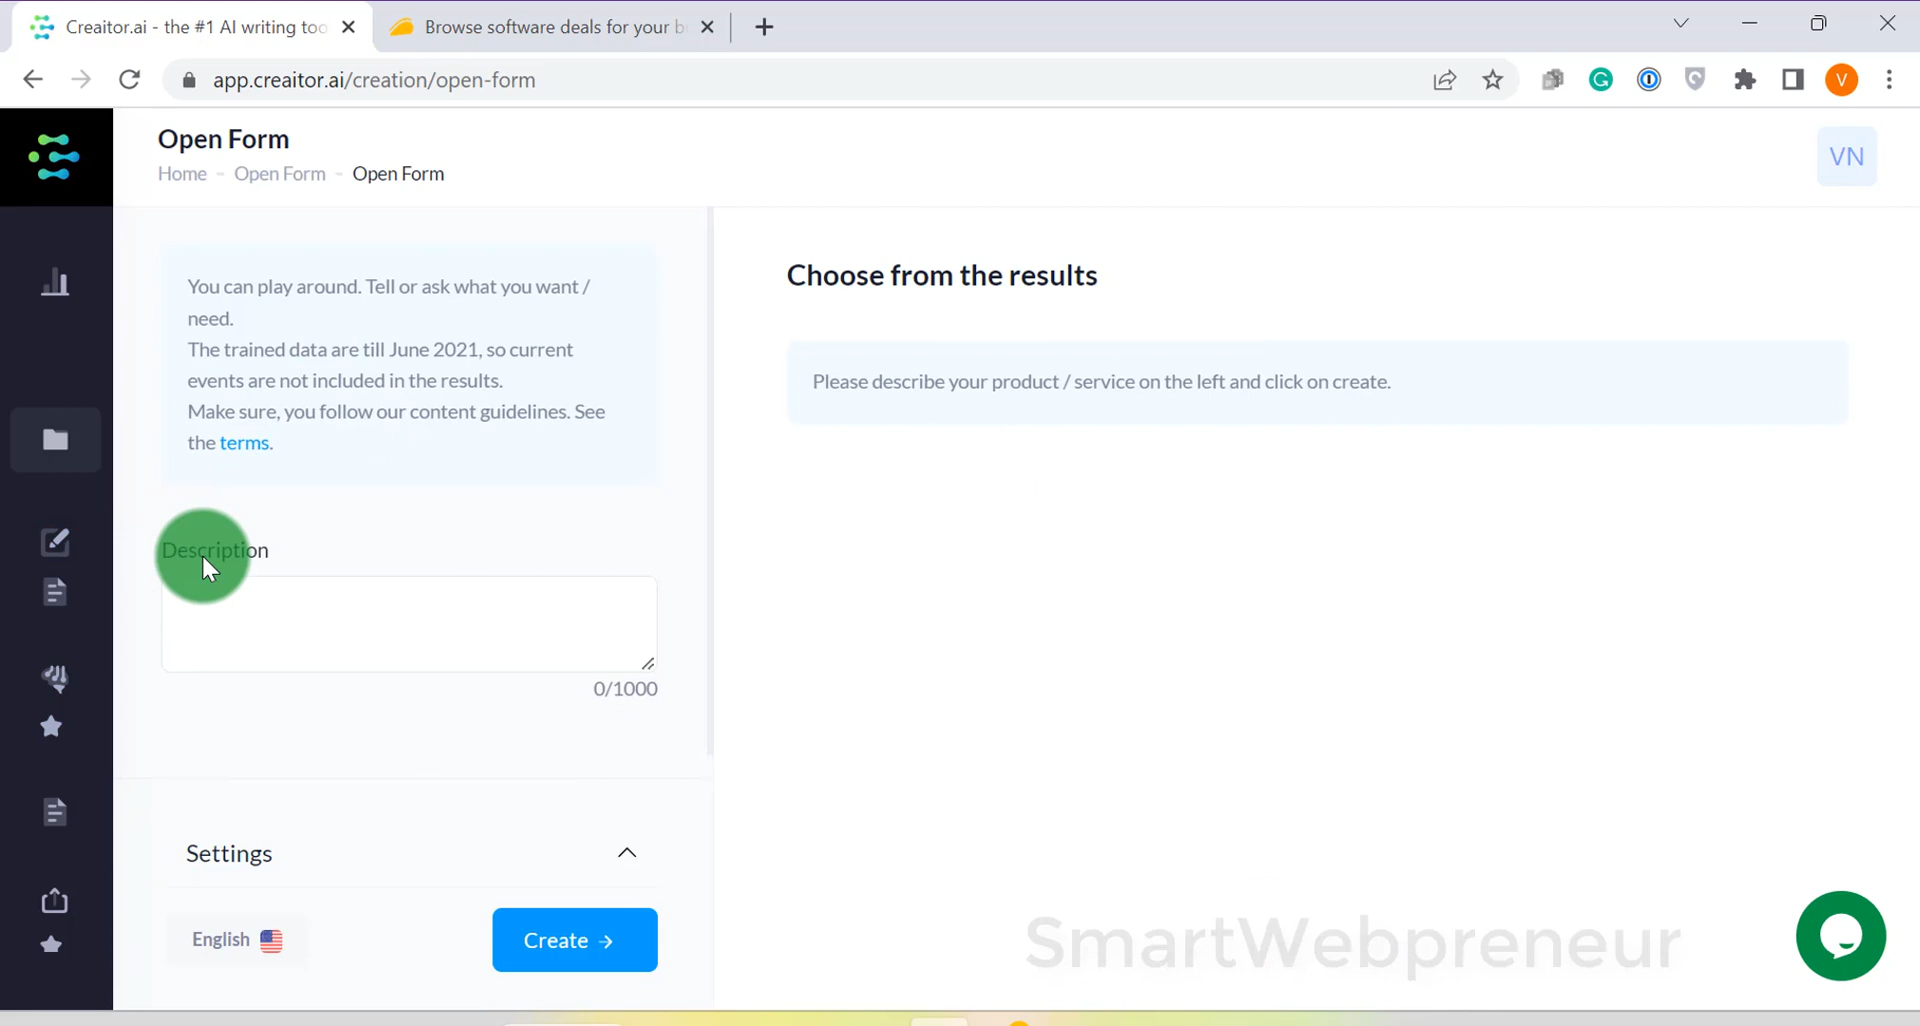 Creaitor.ai - the #1 AI writing too
Browse software deals for your b
app.creaitor.ai/creation/open-form
V
Open Form
Home - Open Form - Open Form
VN
You can play around. Tell or ask what you want /
need.
The trained data are till June 2021, so current
events are not included in the results.
Make sure, you follow our content guidelines. See
the terms.
Choose from the results
Please describe your product / service on the left and click on create.
Description
0/1000
Settings
English
Create →
SmartWebpreneur